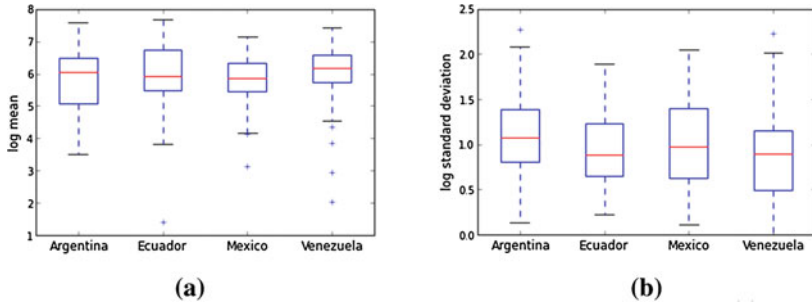 log mean
8
7
6
5
4
3
2
1
Argentina Ecuador Mexico Venezuela
(a)
log standard deviation
2.5
2.0
1.5
1.0
0.5
0.0
Argentina Ecuador Mexico Venezuela
(b)